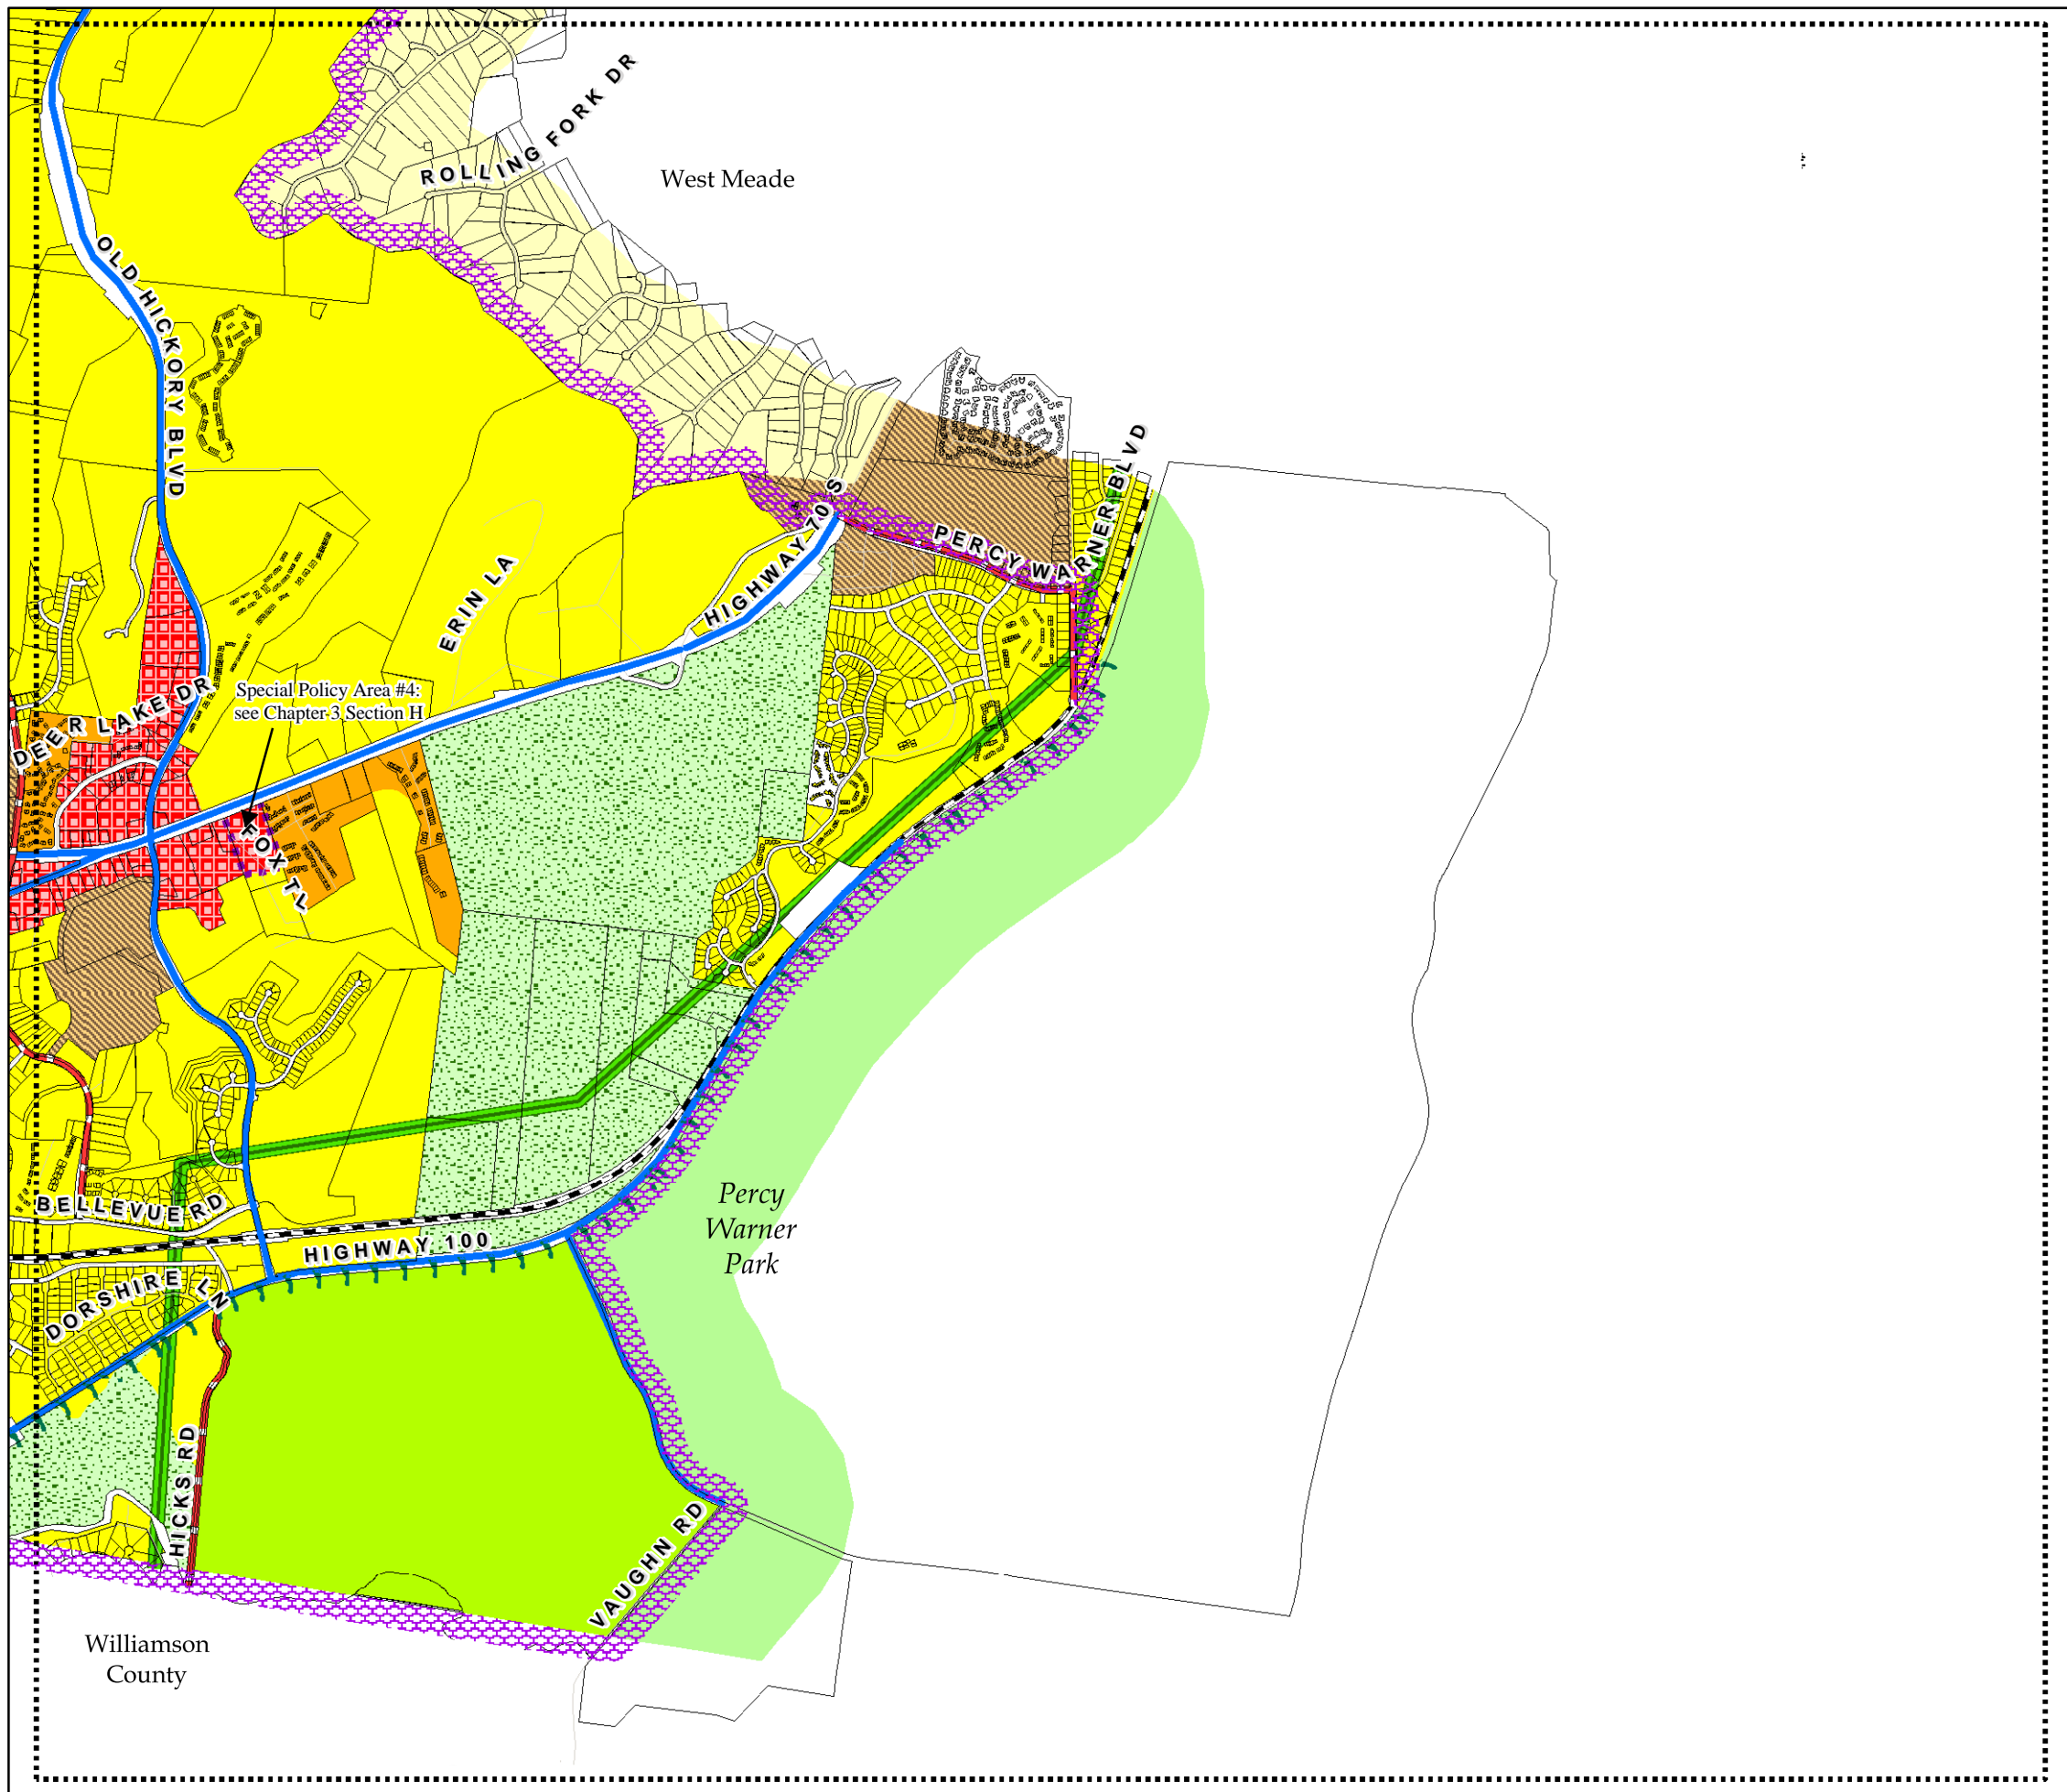 ROLLING FORK DR
West Meade
OLD HICKORY BLVD
HIGHWAY 70 S
PERCY WARNER BLVD
ERIN LA
Special Policy Area #4:
see Chapter 3 Section H
DEER LAKE DR
FOX TL
Percy
Warner
Park
BELLEVUE RD
HIGHWAY 100
DORSHIRE LN
HICKS RD
VAUGHN RD
Williamson
County